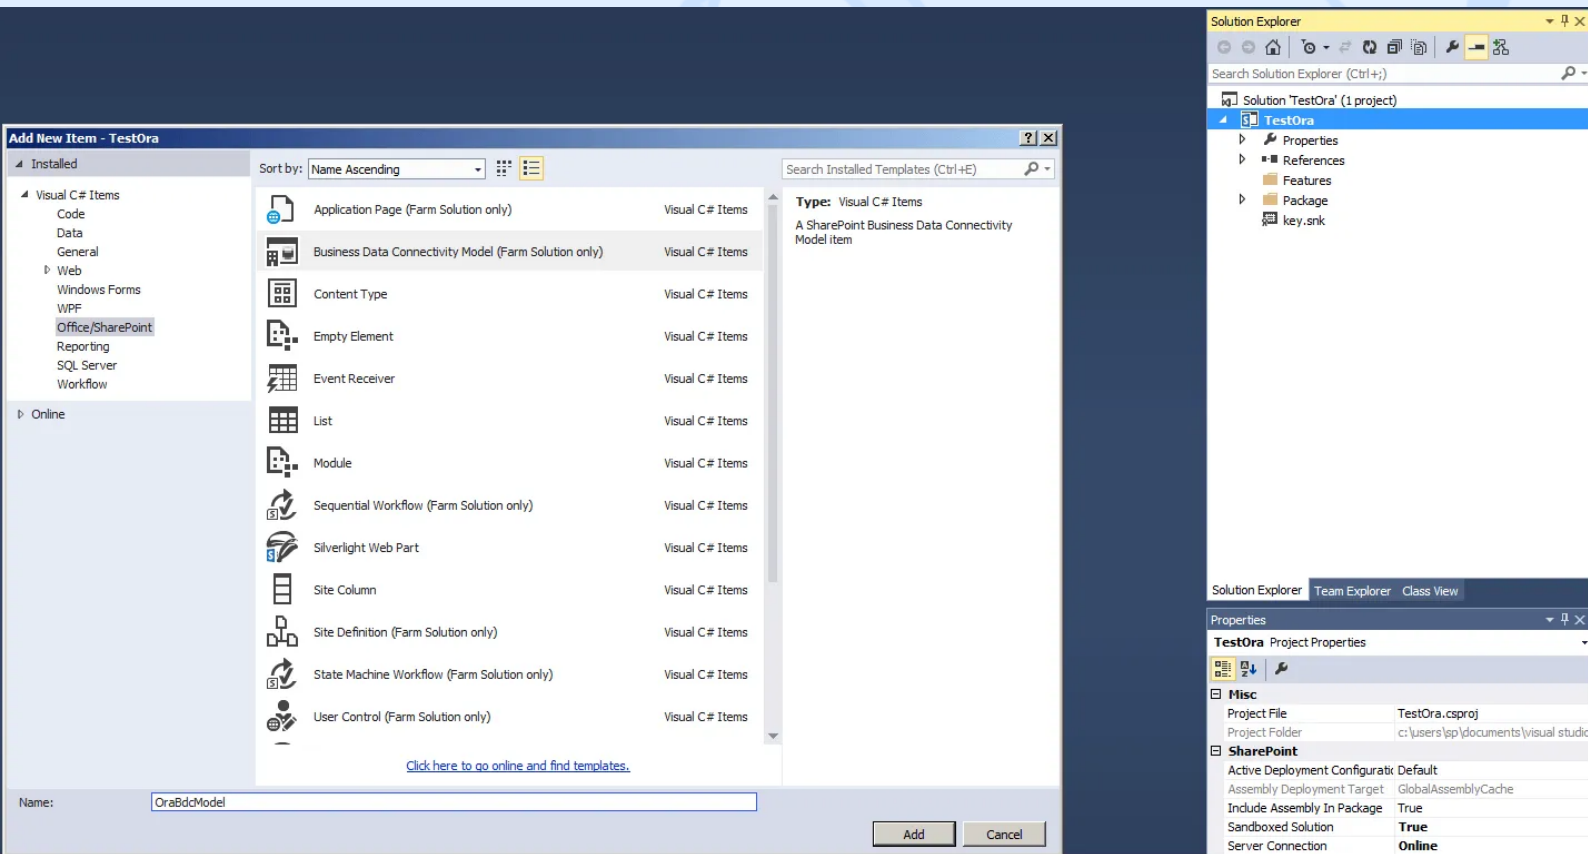 Add New Item - TestOra
Installed
Sort by: Name Ascending
Search Installed Templates (Ctrl+E)
Visual C# Items
Code
Data
General
Web
Windows Forms
WPF
Office/SharePoint
Reporting
SQL Server
Workflow
Online
Application Page (Farm Solution only) Visual C# Items
Business Data Connectivity Model (Farm Solution only) Visual C# Items
Content Type Visual C# Items
Empty Element Visual C# Items
Event Receiver Visual C# Items
List Visual C# Items
Module Visual C# Items
Sequential Workflow (Farm Solution only) Visual C# Items
Silverlight Web Part Visual C# Items
Site Column Visual C# Items
Site Definition (Farm Solution only) Visual C# Items
State Machine Workflow (Farm Solution only) Visual C# Items
User Control (Farm Solution only) Visual C# Items
Click here to go online and find templates.
Type: Visual C# Items
A SharePoint Business Data Connectivity
Model item
Name: OraBdcModel
Add Cancel
Solution Explorer
Search Solution Explorer (Ctrl+;)
Solution 'TestOra' (1 project)
TestOra
Properties
References
Features
Package
key.snk
Solution Explorer Team Explorer Class View
Properties
TestOra Project Properties
Misc
Project File TestOra.csproj
Project Folder c:\users\sp\documents\visual studio
SharePoint
Active Deployment Configuratic Default
Assembly Deployment Target GlobalAssemblyCache
Include Assembly In Package True
Sandboxed Solution True
Server Connection Online